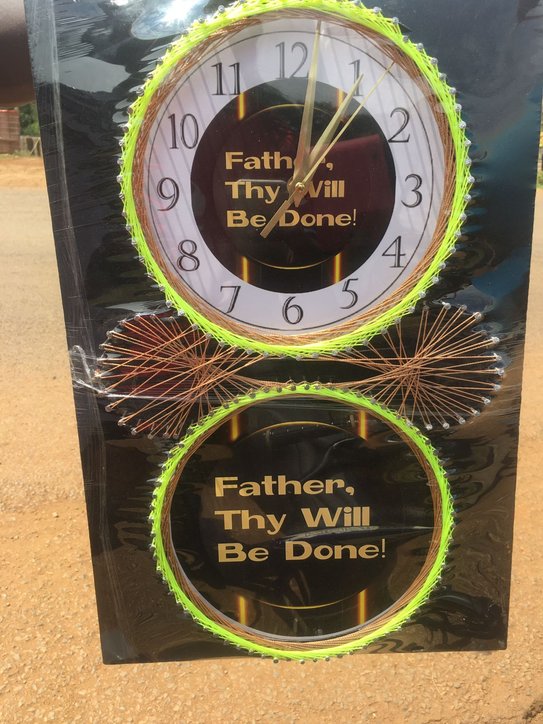 12
1
2
3
4
5
6
7
8
9
10
11
Father,
Thy Will
Be Done!
Father,
Thy Will
Be Done!